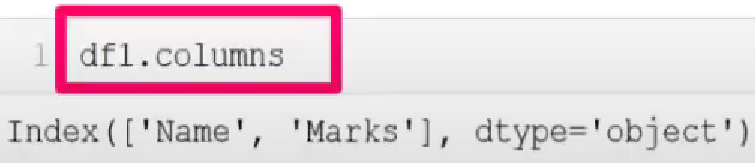 1 df1.columns
Index(['Name', 'Marks'], dtype='object')